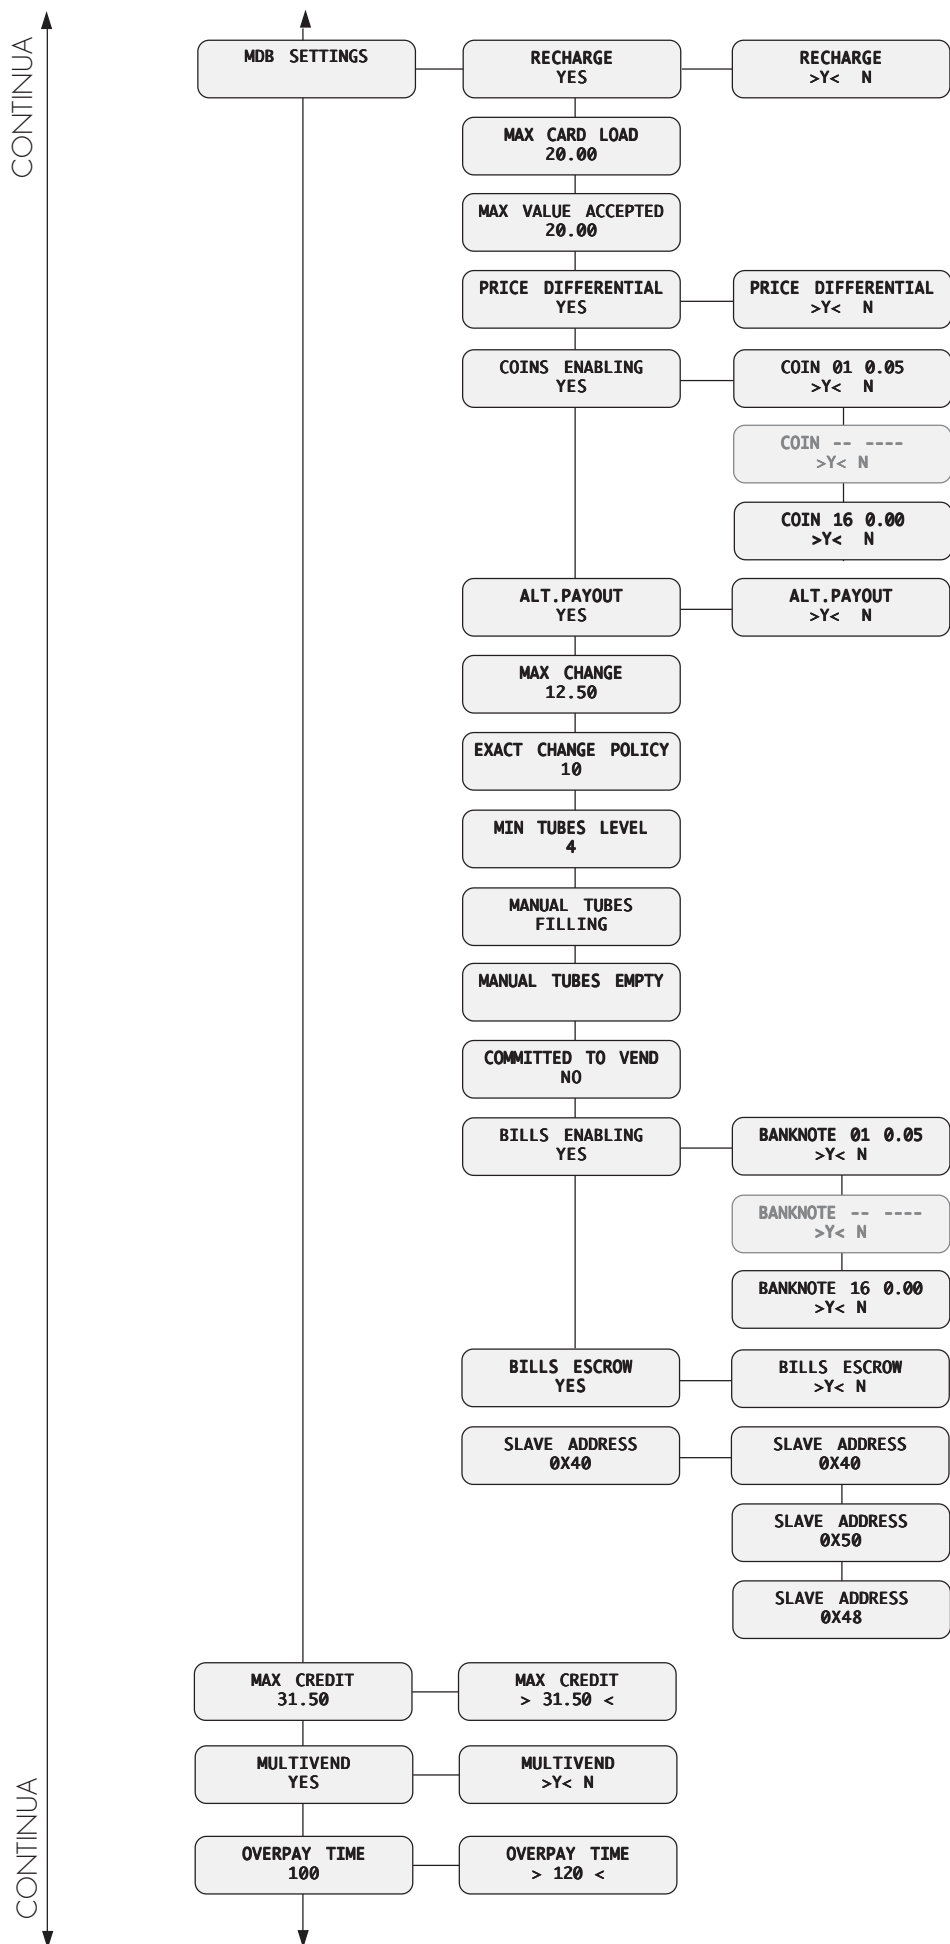 CONTINUA
MDB SETTINGS
RECHARGE
YES
RECHARGE
>Y< N
MAX CARD LOAD
20.00
MAX VALUE ACCEPTED
20.00
PRICE DIFFERENTIAL
YES
PRICE DIFFERENTIAL
>Y< N
COINS ENABLING
YES
COIN 01 0.05
>Y< N
COIN -- ----
>Y< N
COIN 16 0.00
>Y< N
ALT.PAYOUT
YES
ALT.PAYOUT
>Y< N
MAX CHANGE
12.50
EXACT CHANGE POLICY
10
MIN TUBES LEVEL
4
MANUAL TUBES
FILLING
MANUAL TUBES EMPTY
COMMITTED TO VEND
NO
BILLS ENABLING
YES
BANKNOTE 01 0.05
>Y< N
BANKNOTE -- ----
>Y< N
BANKNOTE 16 0.00
>Y< N
BILLS ESCROW
YES
BILLS ESCROW
>Y< N
SLAVE ADDRESS
0X40
SLAVE ADDRESS
0X40
SLAVE ADDRESS
0X50
SLAVE ADDRESS
0X48
MAX CREDIT
31.50
MAX CREDIT
> 31.50 <
MULTIVEND
YES
MULTIVEND
>Y< N
OVERPAY TIME
100
OVERPAY TIME
> 120 <
CONTINUA